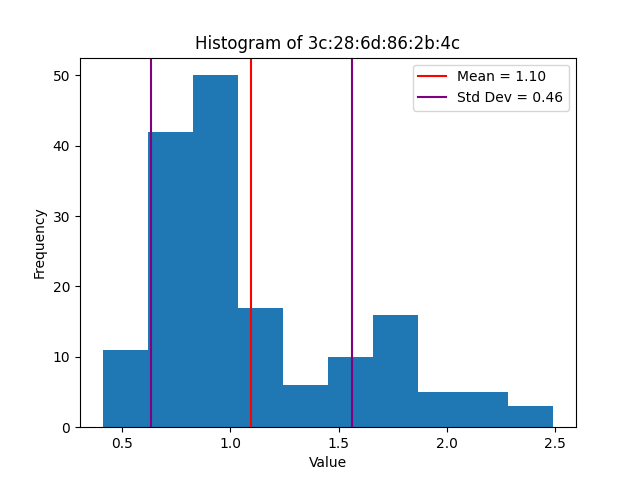 Histogram of 3c:28:6d:86:2b:4c
Mean = 1.10
Std Dev = 0.46
Frequency
50
40
30
20
10
0
0.5 1.0 1.5 2.0 2.5
Value